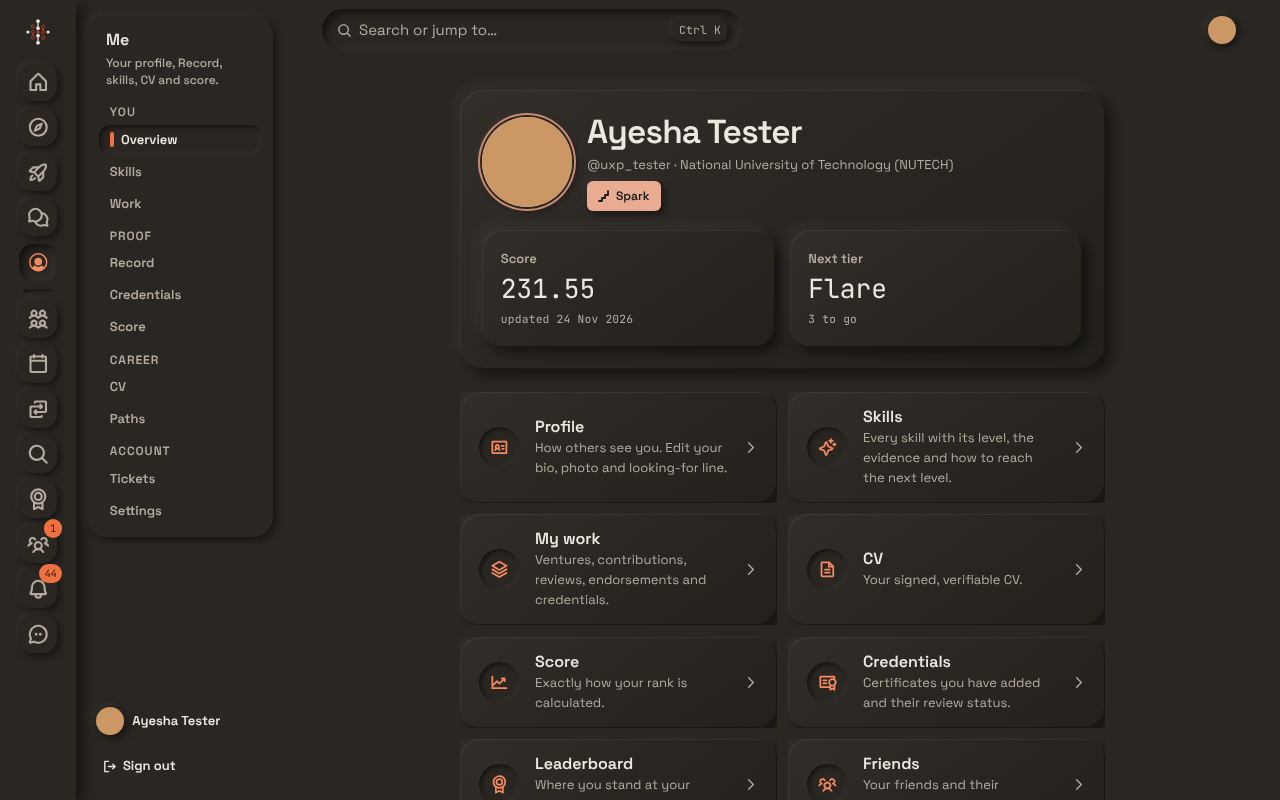 Me
Your profile, Record,
skills, CV and score.
YOU
Overview
Skills
Work
PROOF
Record
Credentials
Score
CAREER
CV
Paths
ACCOUNT
Tickets
Settings
1
44
Ayesha Tester
Sign out
Search or jump to…
Ctrl K
Ayesha Tester
@uxp_tester · National University of Technology (NUTECH)
Spark
Score
231.55
updated 24 Nov 2026
Next tier
Flare
3 to go
Profile
How others see you. Edit your
bio, photo and looking-for line.
Skills
Every skill with its level, the
evidence and how to reach
the next level.
My work
Ventures, contributions,
reviews, endorsements and
credentials.
CV
Your signed, verifiable CV.
Score
Exactly how your rank is
calculated.
Credentials
Certificates you have added
and their review status.
Leaderboard
Where you stand at your
Friends
Your friends and their